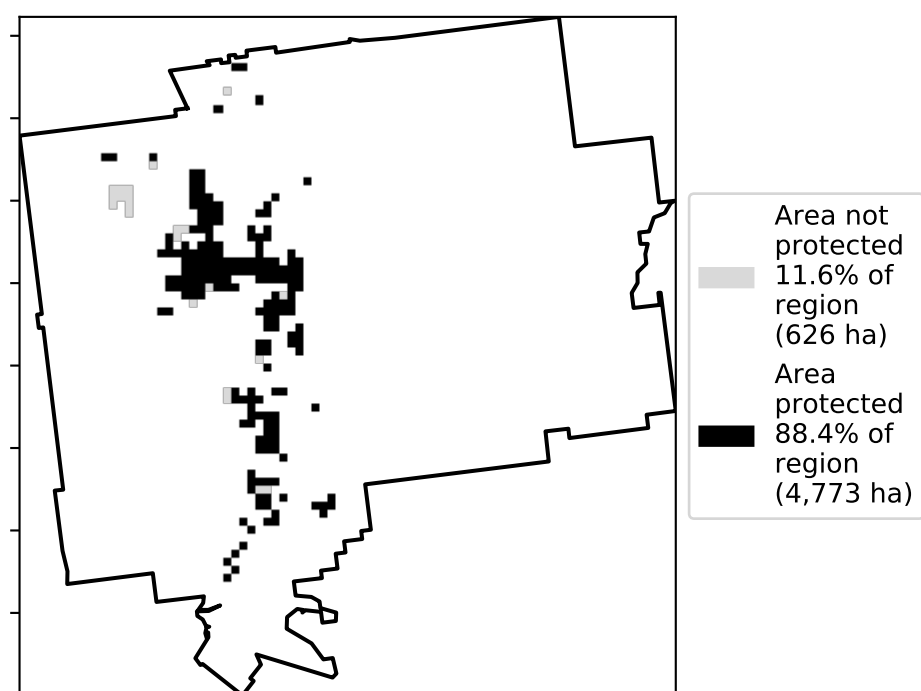 Area not
protected
11.6% of
region
(626 ha)
Area
protected
88.4% of
region
(4,773 ha)